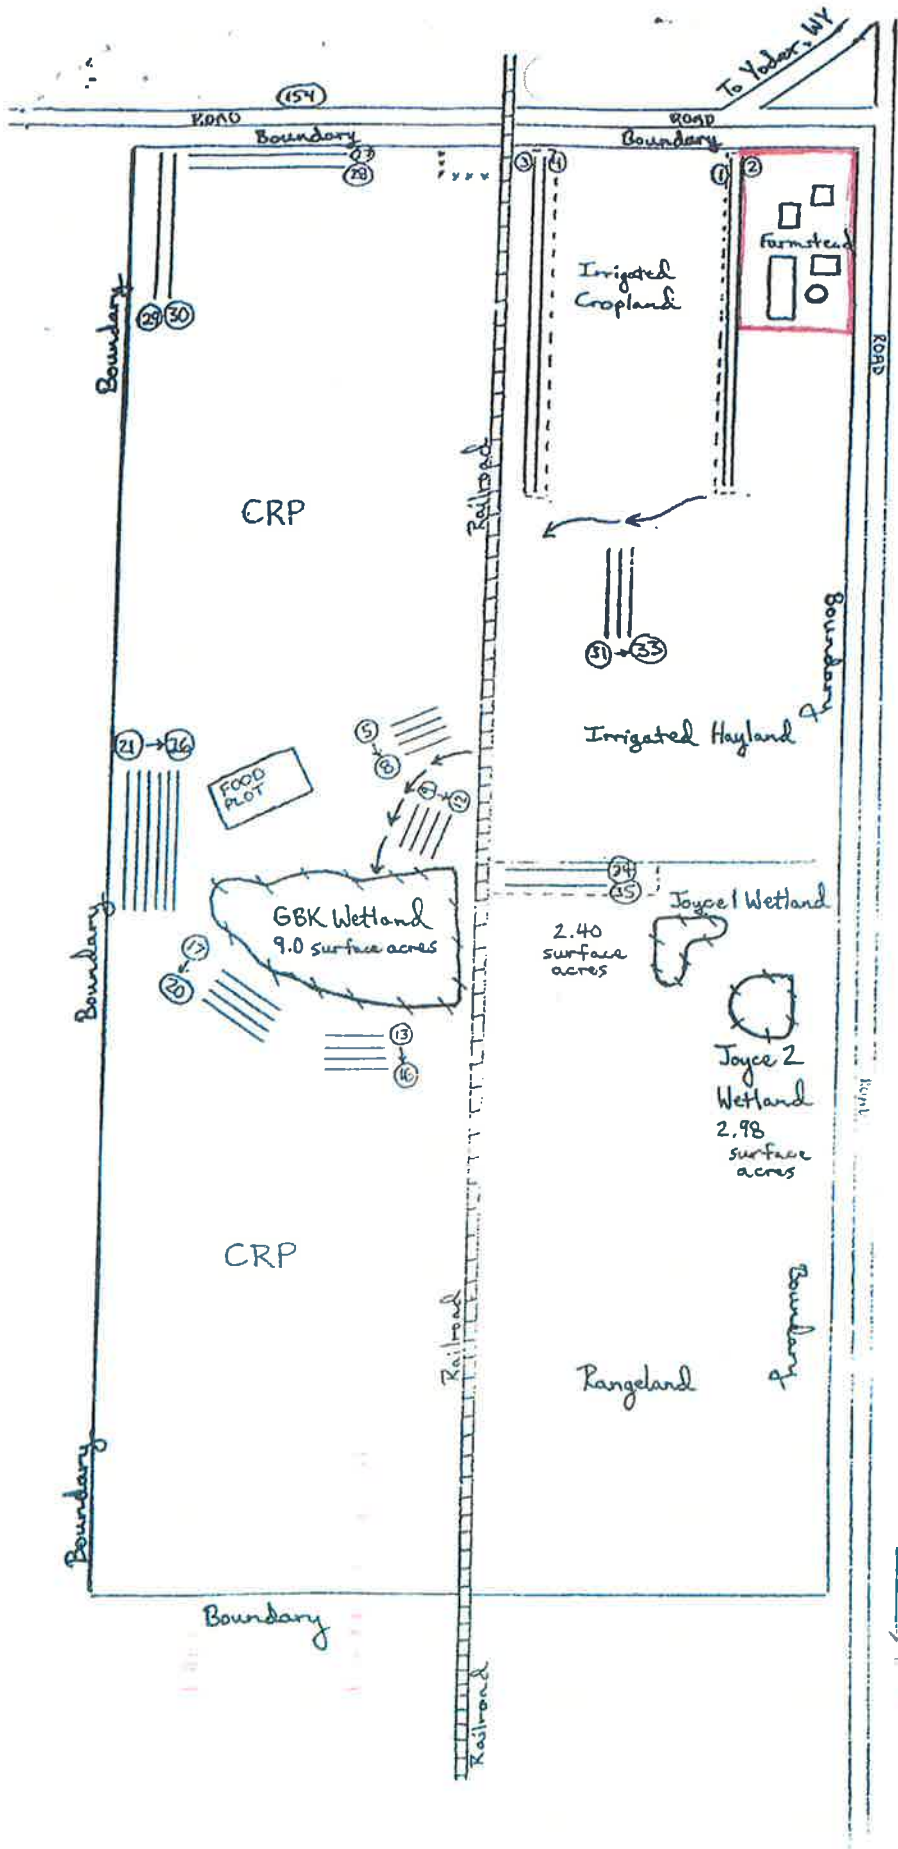 To Yoder, WY
154
ROAD
ROAD
Boundary
Boundary
27
28
3
4
1
2
Farmstead
Irrigated
Cropland
29
30
Boundary
ROAD
Railroad
CRP
31 → 33
Boundary
Irrigated Hayland
21 → 26
5
8
FOOD
PLOT
9 → 12
GBK Wetland
9.0 surface acres
Joyce 1 Wetland
2.40
surface
acres
Boundary
17
20
13
16
Joyce 2
Wetland
2.98
surface
acres
CRP
Railroad
Boundary
Rangeland
Boundary
Boundary
Railroad